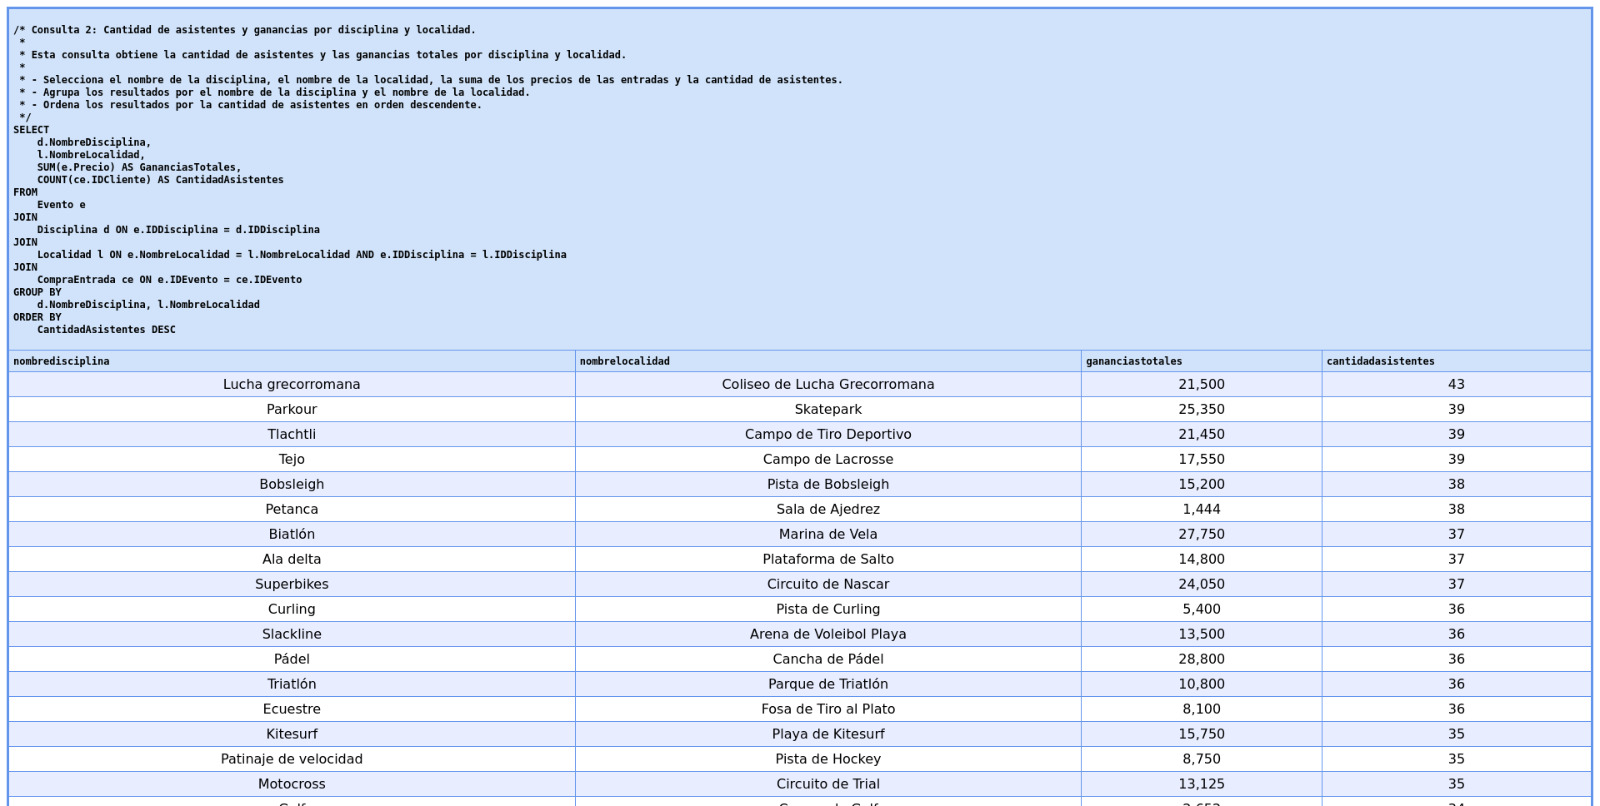 /* Consulta 2: Cantidad de asistentes y ganancias por disciplina y localidad.
 *
 * Esta consulta obtiene la cantidad de asistentes y las ganancias totales por disciplina y localidad.
 *
 * - Selecciona el nombre de la disciplina, el nombre de la localidad, la suma de los precios de las entradas y la cantidad de asistentes.
 * - Agrupa los resultados por el nombre de la disciplina y el nombre de la localidad.
 * - Ordena los resultados por la cantidad de asistentes en orden descendente.
 */
SELECT
    d.NombreDisciplina,
    l.NombreLocalidad,
    SUM(e.Precio) AS GananciasTotales,
    COUNT(ce.IDCliente) AS CantidadAsistentes
FROM
    Evento e
JOIN
    Disciplina d ON e.IDDisciplina = d.IDDisciplina
JOIN
    Localidad l ON e.NombreLocalidad = l.NombreLocalidad AND e.IDDisciplina = l.IDDisciplina
JOIN
    CompraEntrada ce ON e.IDEvento = ce.IDEvento
GROUP BY
    d.NombreDisciplina, l.NombreLocalidad
ORDER BY
    CantidadAsistentes DESC
nombredisciplina nombrelocalidad gananciastotales cantidadasistentes
Lucha grecorromana Coliseo de Lucha Grecorromana 21,500 43
Parkour Skatepark 25,350 39
Tlachtli Campo de Tiro Deportivo 21,450 39
Tejo Campo de Lacrosse 17,550 39
Bobsleigh Pista de Bobsleigh 15,200 38
Petanca Sala de Ajedrez 1,444 38
Biatlón Marina de Vela 27,750 37
Ala delta Plataforma de Salto 14,800 37
Superbikes Circuito de Nascar 24,050 37
Curling Pista de Curling 5,400 36
Slackline Arena de Voleibol Playa 13,500 36
Pádel Cancha de Pádel 28,800 36
Triatlón Parque de Triatlón 10,800 36
Ecuestre Fosa de Tiro al Plato 8,100 36
Kitesurf Playa de Kitesurf 15,750 35
Patinaje de velocidad Pista de Hockey 8,750 35
Motocross Circuito de Trial 13,125 35